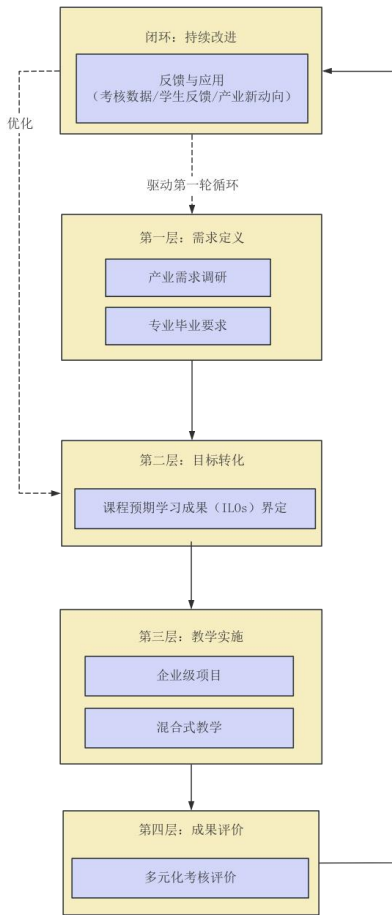 闭环：持续改进
反馈与应用
（考核数据/学生反馈/产业新动向）
优化
驱动第一轮循环
第一层：需求定义
产业需求调研
专业毕业要求
第二层：目标转化
课程预期学习成果（ILOs）界定
第三层：教学实施
企业级项目
混合式教学
第四层：成果评价
多元化考核评价